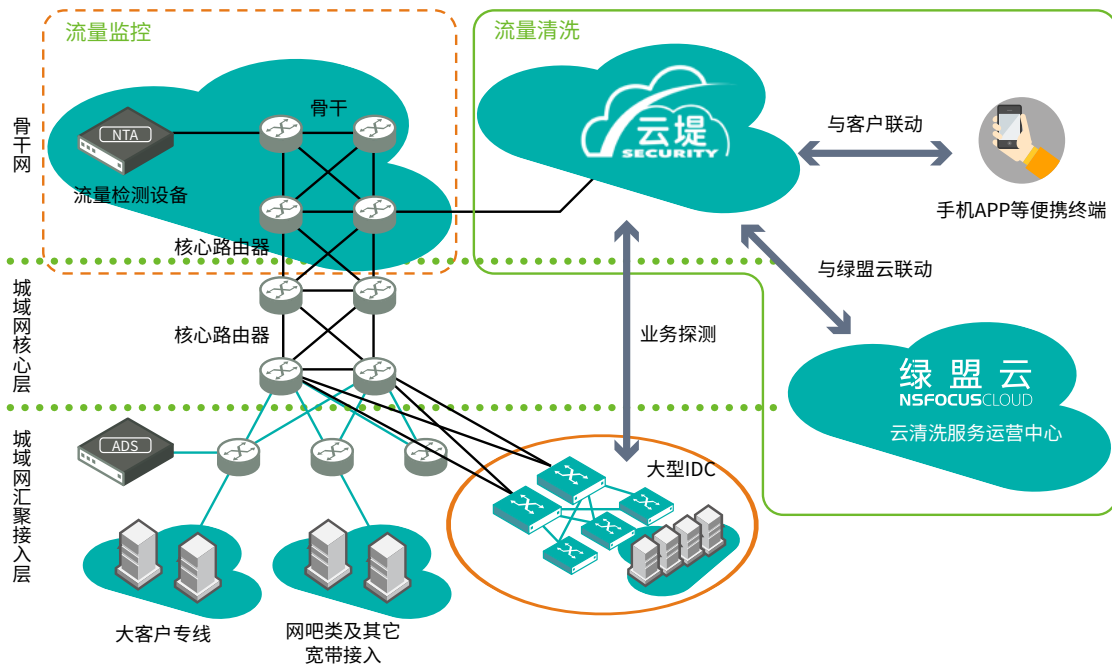 流量监控
流量清洗
骨干网
NTA
骨干
流量检测设备
核心路由器
云堤
SECURITY
与客户联动
手机APP等便携终端
与绿盟云联动
城域网核心层
核心路由器
业务探测
绿盟云
NSFOCUSCLOUD
云清洗服务运营中心
城域网汇聚接入层
ADS
大型IDC
大客户专线
网吧类及其它
宽带接入